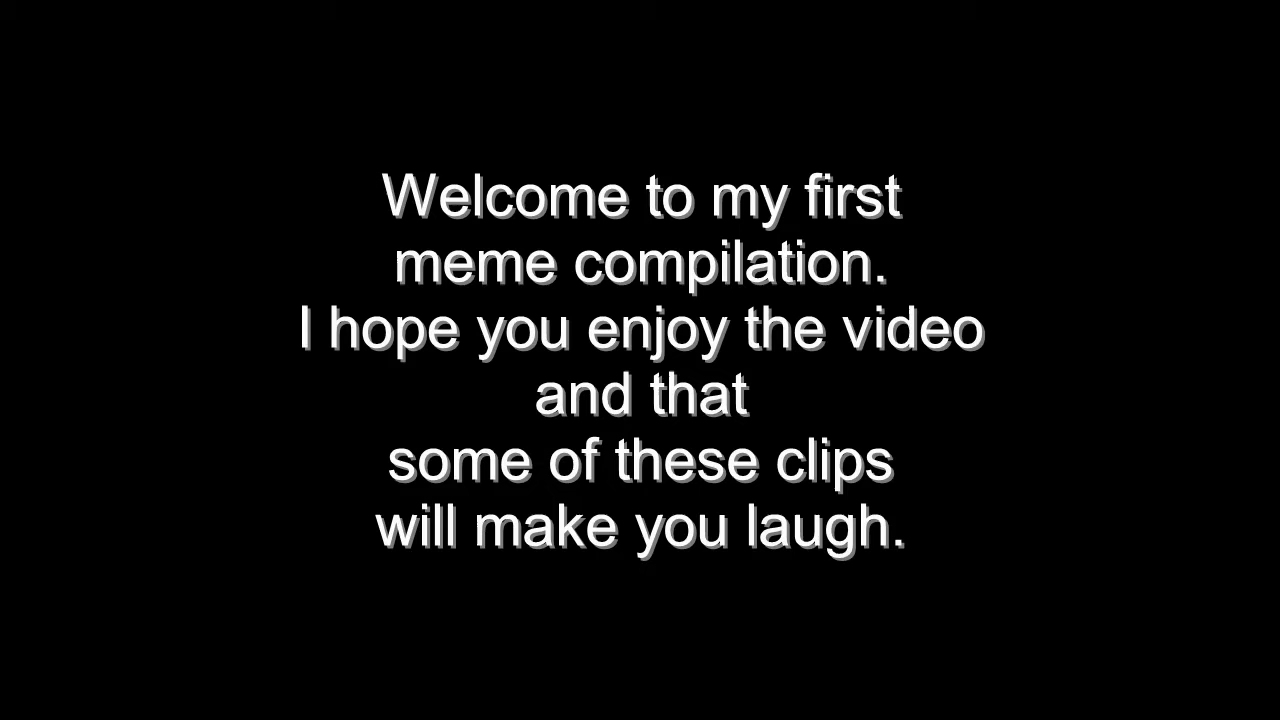 Welcome to my first
meme compilation.
I hope you enjoy the video
and that
some of these clips
will make you laugh.